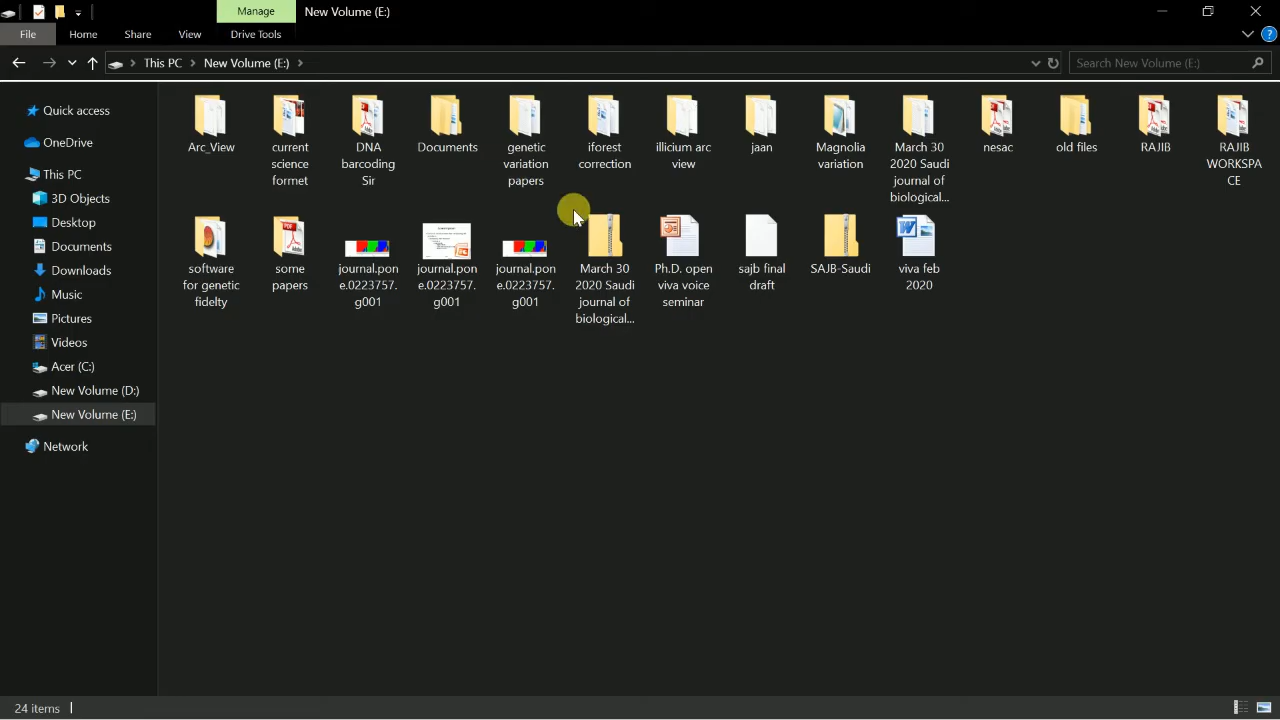 Manage
New Volume (E:)
File
Home
Share
View
Drive Tools
This PC
New Volume (E:)
Search New Volume (E:)
Quick access
OneDrive
This PC
3D Objects
Desktop
Documents
Downloads
Music
Pictures
Videos
Acer (C:)
New Volume (D:)
New Volume (E:)
Network
Arc_View
current
science
formet
DNA
barcoding
Sir
Documents
genetic
variation
papers
iforest
correction
illicium arc
view
jaan
Magnolia
variation
March 30
2020 Saudi
journal of
biological...
nesac
old files
RAJIB
RAJIB
WORKSPA
CE
software
for genetic
fidelty
some
papers
journal.pon
e.0223757.
g001
journal.pon
e.0223757.
g001
journal.pon
e.0223757.
g001
March 30
2020 Saudi
journal of
biological...
Ph.D. open
viva voice
seminar
sajb final
draft
SAJB-Saudi
viva feb
2020
24 items